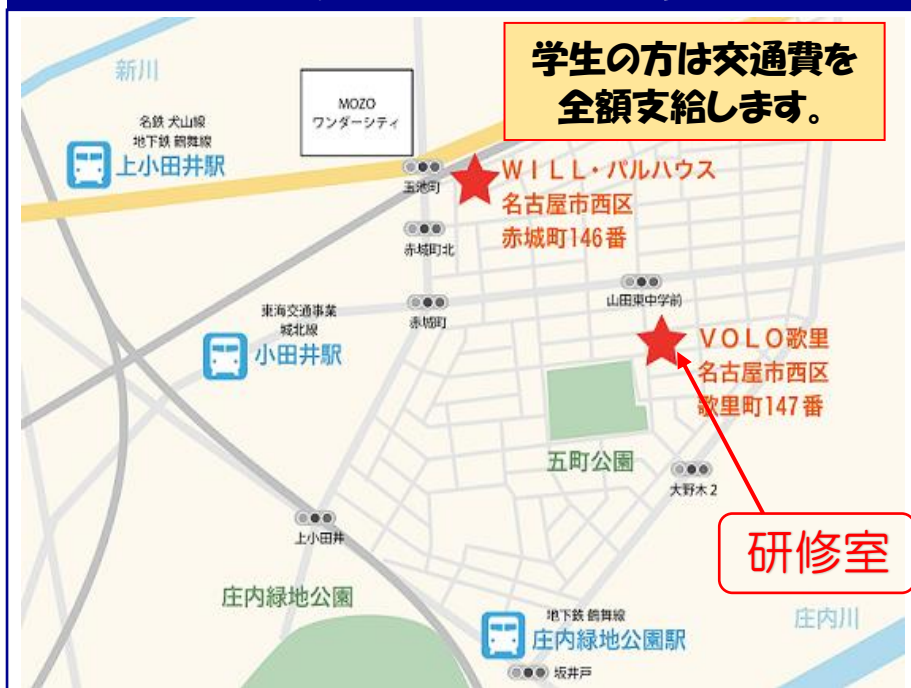 学生の方は交通費を
全額支給します。
新川
MOZO
ワンダーシティ
名鉄 犬山線
地下鉄 鶴舞線
上小田井駅
玉池町
WILL・パルハウス
名古屋市西区
赤城町146番
赤城町北
山田東中学前
赤城町
東海交通事業
城北線
小田井駅
VOLO歌里
名古屋市西区
歌里町147番
五町公園
大野木2
上小田井
研修室
庄内緑地公園
地下鉄 鶴舞線
庄内緑地公園駅
庄内川
坂井戸